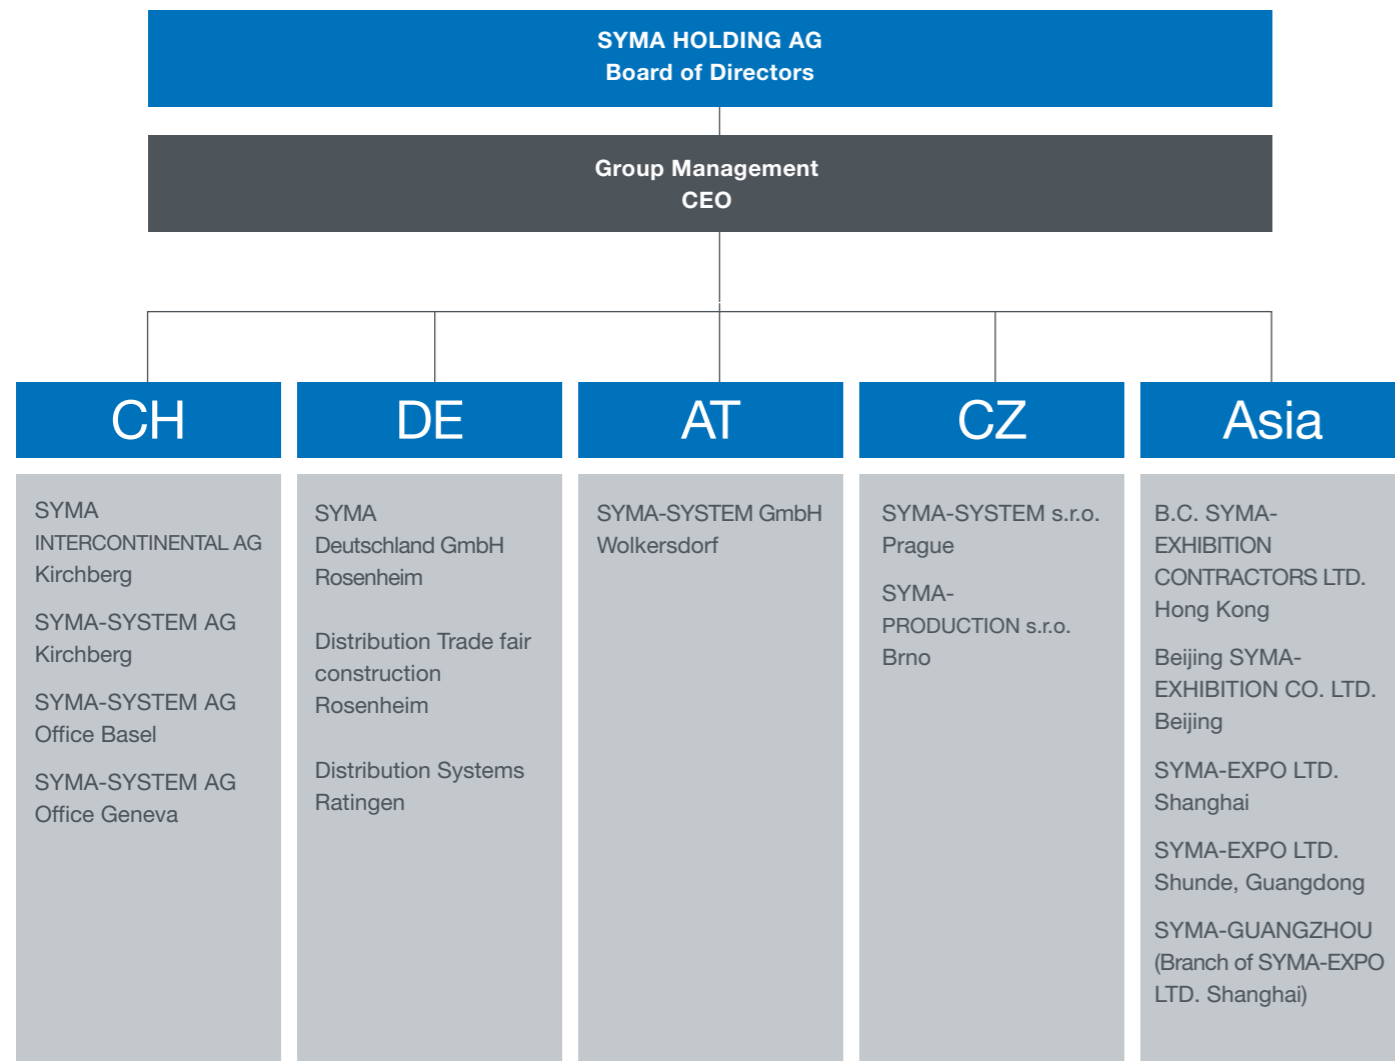 SYMA HOLDING AG
Board of Directors
Group Management
CEO
CH
SYMA
INTERCONTINENTAL AG
Kirchberg
SYMA-SYSTEM AG
Kirchberg
SYMA-SYSTEM AG
Office Basel
SYMA-SYSTEM AG
Office Geneva
DE
SYMA
Deutschland GmbH
Rosenheim
Distribution Trade fair
construction
Rosenheim
Distribution Systems
Ratingen
AT
SYMA-SYSTEM GmbH
Wolkersdorf
CZ
SYMA-SYSTEM s.r.o.
Prague
SYMA-
PRODUCTION s.r.o.
Brno
Asia
B.C. SYMA-
EXHIBITION
CONTRACTORS LTD.
Hong Kong
Beijing SYMA-
EXHIBITION CO. LTD.
Beijing
SYMA-EXPO LTD.
Shanghai
SYMA-EXPO LTD.
Shunde, Guangdong
SYMA-GUANGZHOU
(Branch of SYMA-EXPO
LTD. Shanghai)